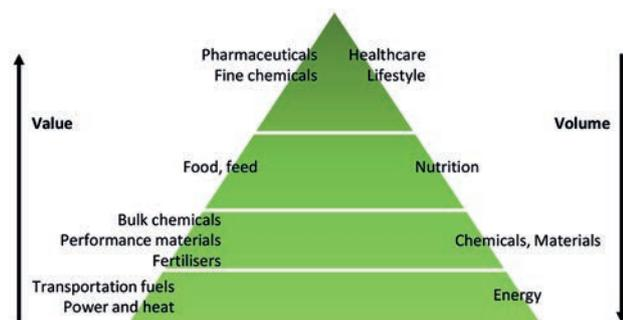 Pharmaceuticals Healthcare
Fine chemicals Lifestyle
Value Volume
Food, feed Nutrition
Bulk chemicals
Performance materials Chemicals, Materials
Fertilisers
Transportation fuels
Power and heat Energy